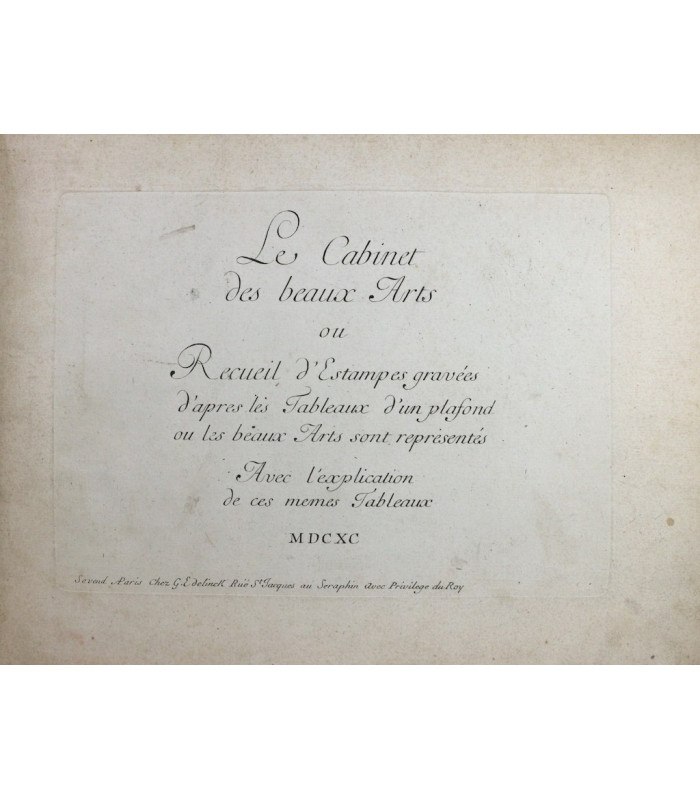 Le Cabinet
des beaux Arts
ou
Recueil d'Estampes gravées
d'apres les Tableaux d'un plafond
ou les beaux Arts sont représentés
Avec l'explication
de ces memes Tableaux
MDCXC
Se vend AParis Chez G.Edelinck Ruë St. Jacques au Seraphin Avec Privilege du Roy